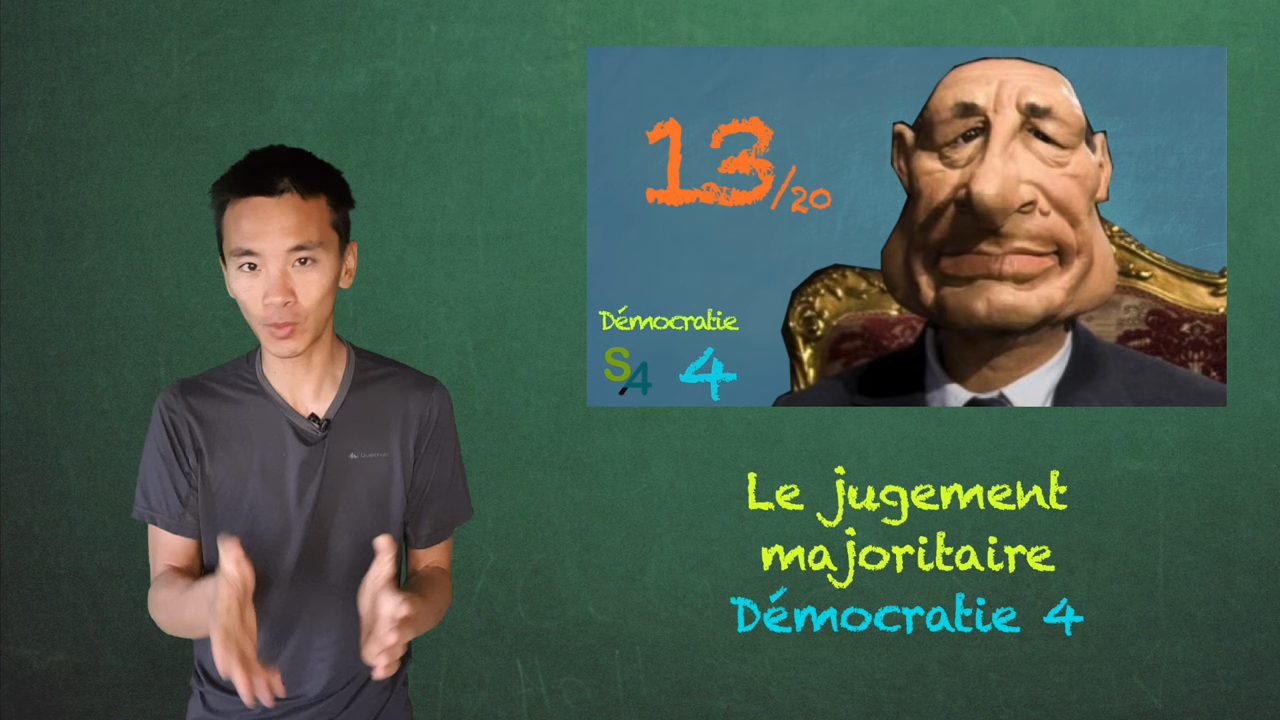 13/20
Démocratie
S4 4
Le jugement
majoritaire
Démocratie 4